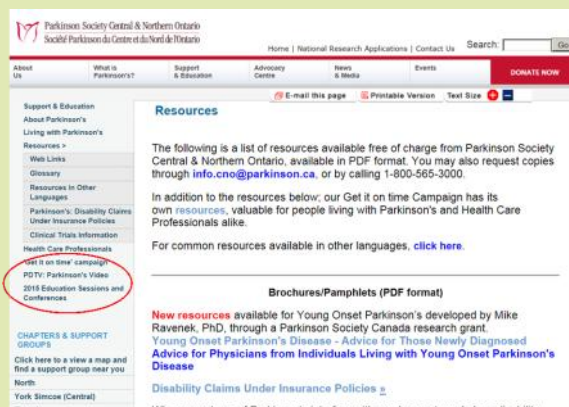 Parkinson Society Central & Northern Ontario
Société Parkinson du Centre et du Nord de l'Ontario
Home | National Research Applications | Contact Us
Search:
Go
About Us
What is Parkinson's?
Support & Education
Advocacy Centre
News & Media
Events
DONATE NOW
E-mail this page
Printable Version
Text Size
Support & Education
About Parkinson's
Living with Parkinson's
Resources >
Web Links
Glossary
Resources In Other
Languages
Parkinson's: Disability Claims
Under Insurance Policies
Clinical Trials Information
Health Care Professionals
'Get it on time' campaign
PDTV: Parkinson's Video
2015 Education Sessions and
Conferences
CHAPTERS & SUPPORT
GROUPS
Click here to a view a map and
find a support group near you
North
York Simcoe (Central)
Resources
The following is a list of resources available free of charge from Parkinson Society
Central & Northern Ontario, available in PDF format. You may also request copies
through info.cno@parkinson.ca, or by calling 1-800-565-3000.
In addition to the resources below; our Get it on time Campaign has its
own resources, valuable for people living with Parkinson's and Health Care
Professionals alike.
For common resources available in other languages, click here.
Brochures/Pamphlets (PDF format)
New resources available for Young Onset Parkinson's developed by Mike
Ravenek, PhD, through a Parkinson Society Canada research grant.
Young Onset Parkinson's Disease - Advice for Those Newly Diagnosed
Advice for Physicians from Individuals Living with Young Onset Parkinson's
Disease
Disability Claims Under Insurance Policies »